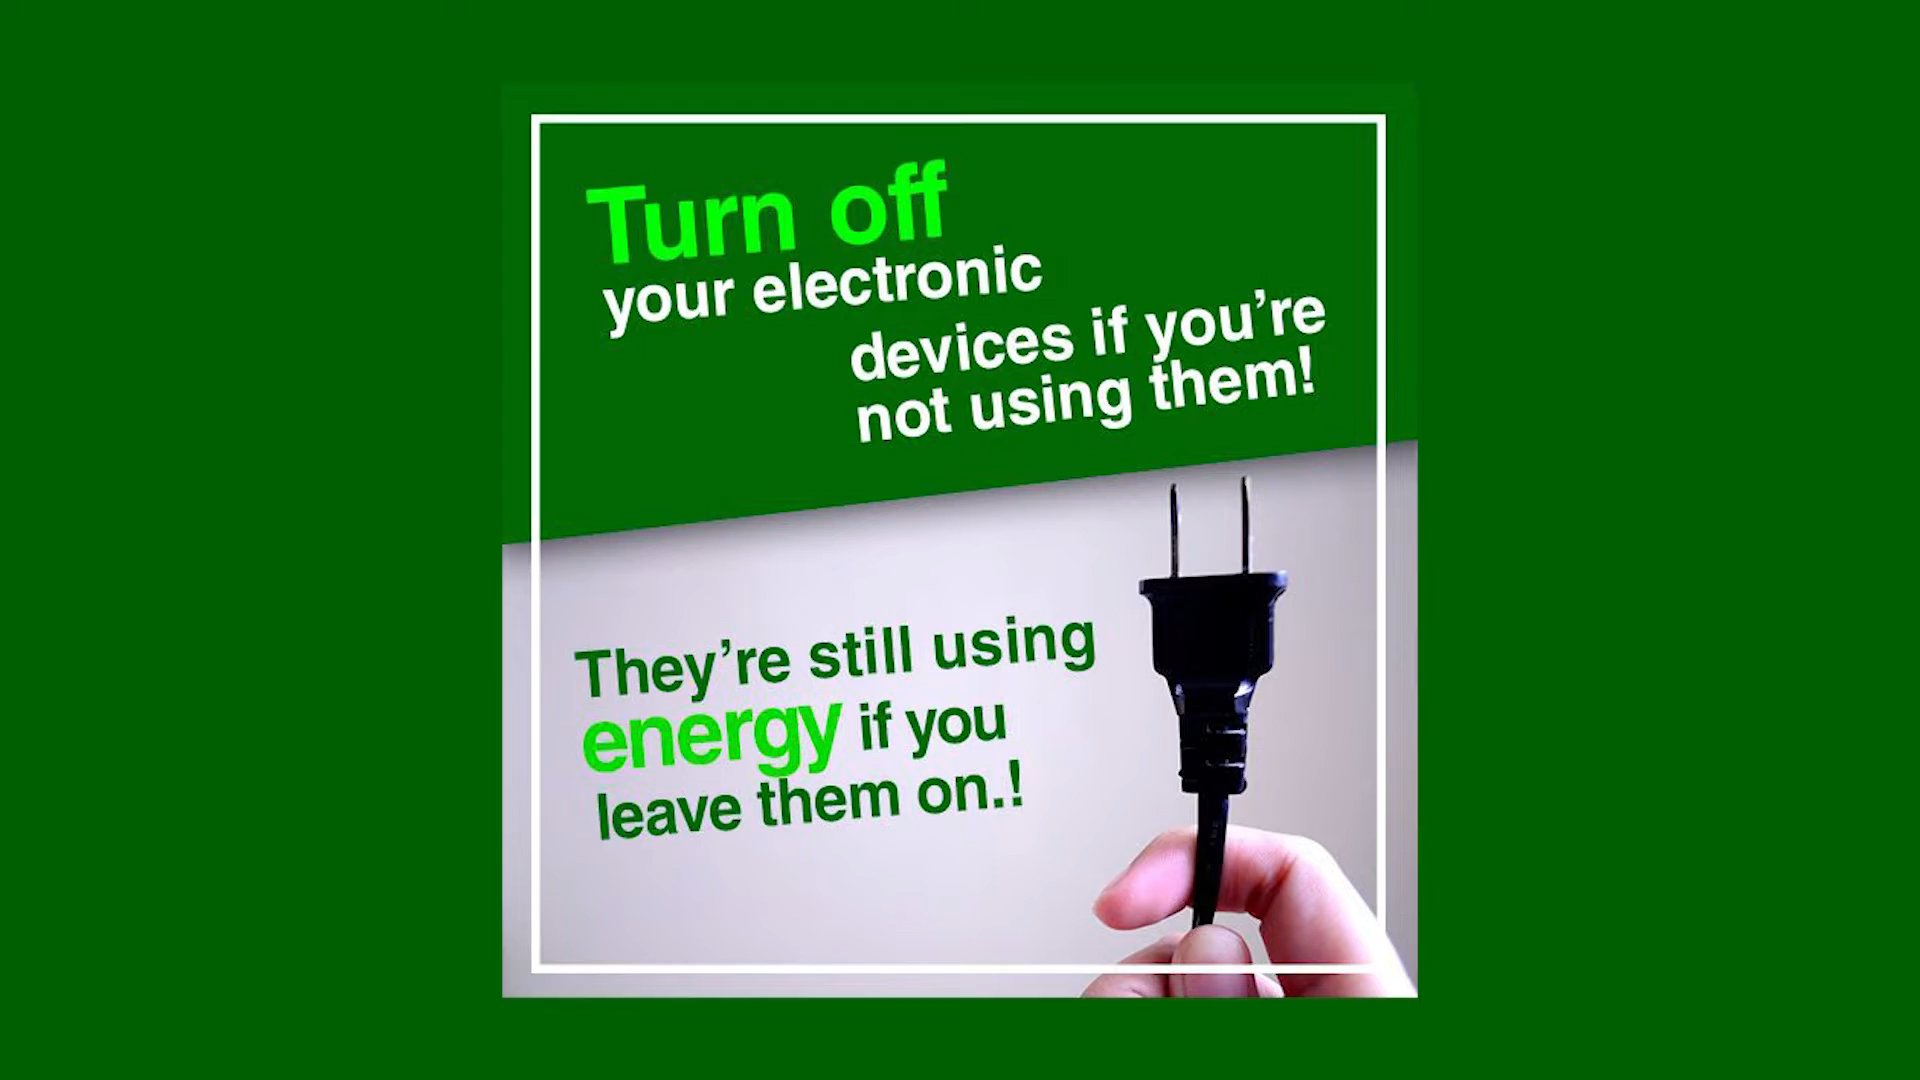 Turn off
your electronic
devices if you're
not using them!
They're still using
energy if you
leave them on.!